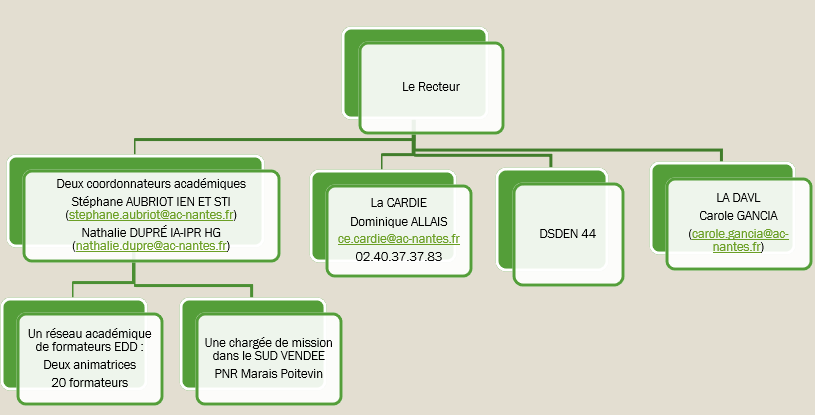 Le Recteur
Deux coordonnateurs académiques
Stéphane AUBRIOT IEN ET STI
(stephane.aubriot@ac-nantes.fr)
Nathalie DUPRÉ IA-IPR HG
(nathalie.dupre@ac-nantes.fr)
La CARDIE
Dominique ALLAIS
ce.cardie@ac-nantes.fr
02.40.37.37.83
DSDEN 44
LA DAVL
Carole GANCIA
(carole.gancia@ac-
nantes.fr)
Un réseau académique
de formateurs EDD :
Deux animatrices
20 formateurs
Une chargée de mission
dans le SUD VENDEE
PNR Marais Poitevin